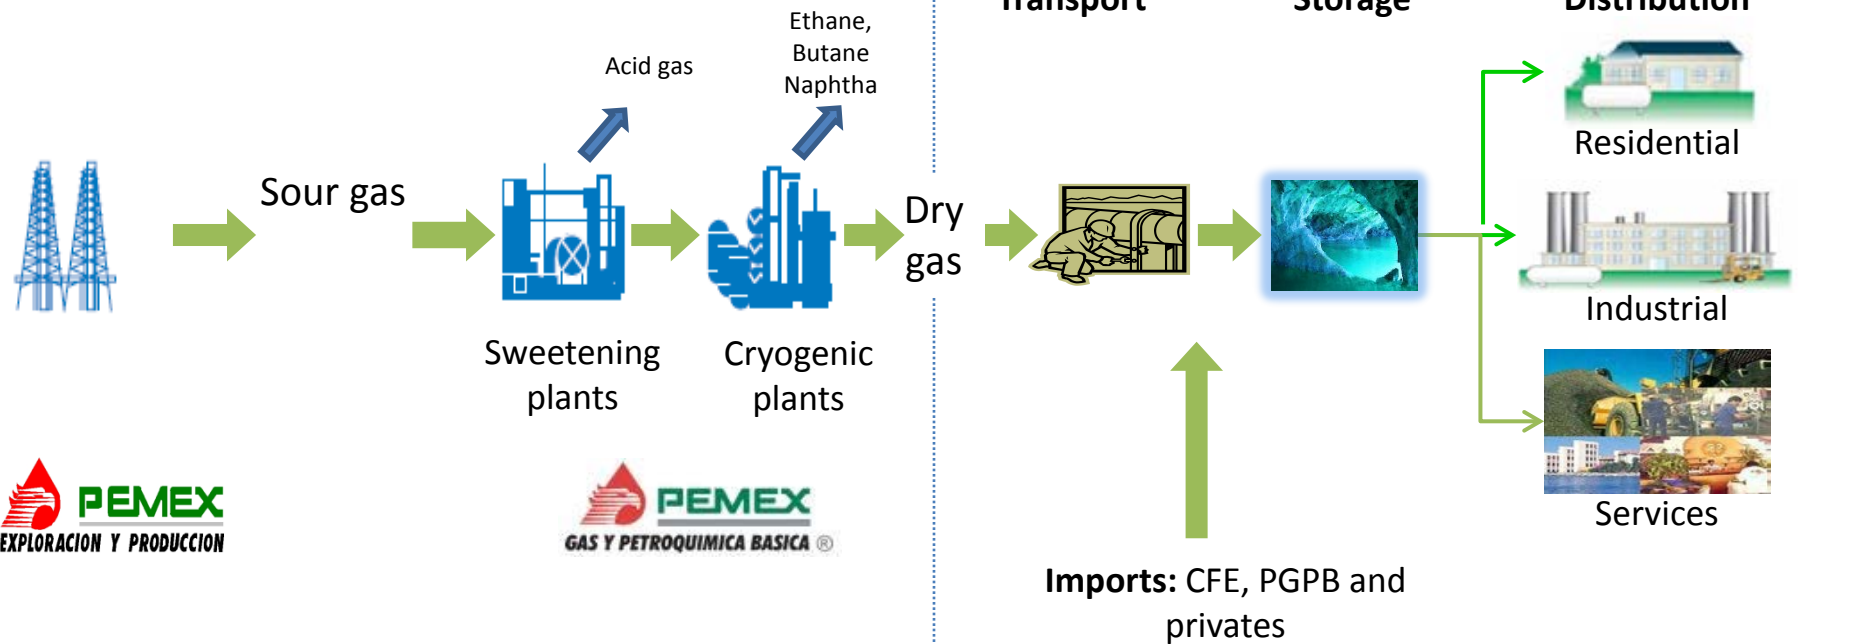 Transport
Storage
Distribution
Ethane,
Butane
Naphtha
Acid gas
Sour gas
Dry
gas
Residential
Industrial
Services
Sweetening
plants
Cryogenic
plants
PEMEX
EXPLORACION Y PRODUCCION
PEMEX
GAS Y PETROQUIMICA BASICA ®
Imports: CFE, PGPB and
privates